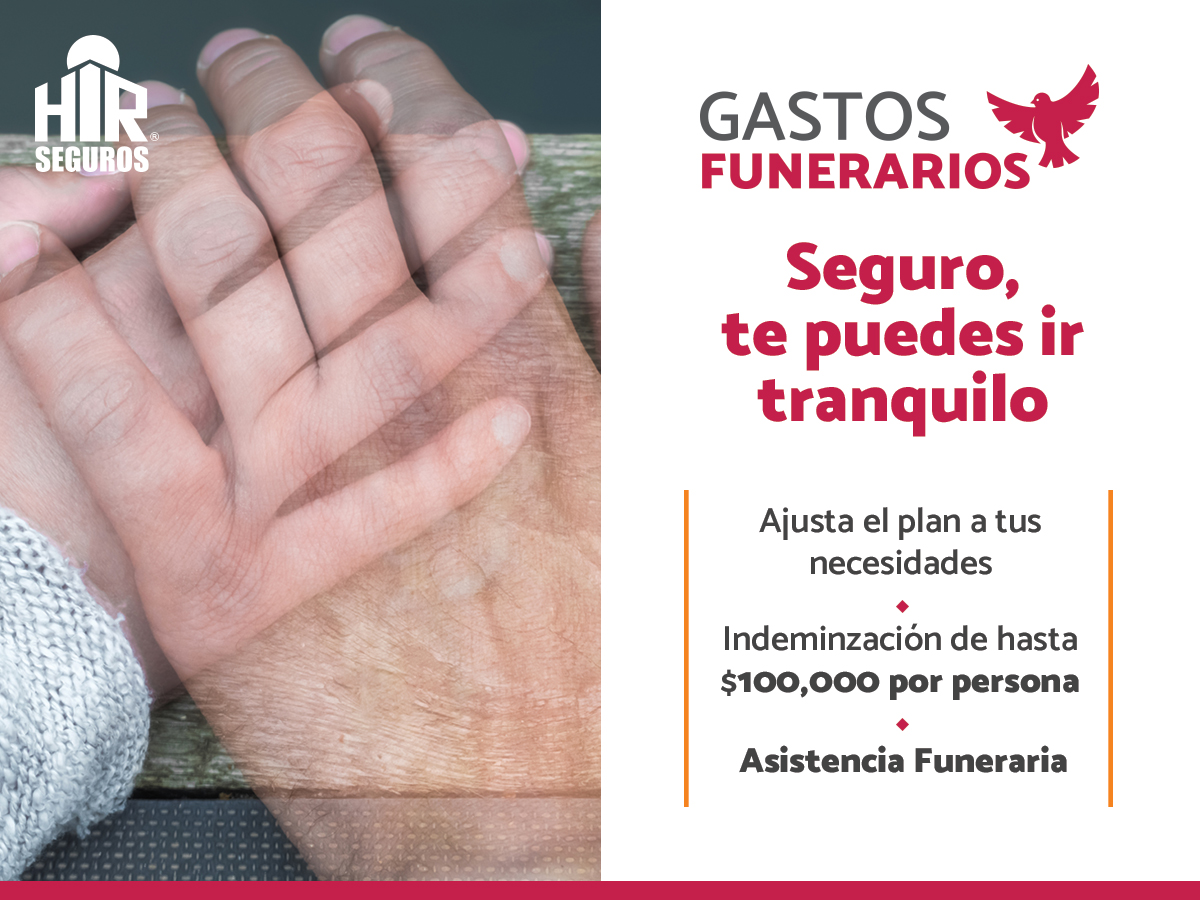 HIR®
SEGUROS
GASTOS
FUNERARIOS
Seguro,
te puedes ir
tranquilo
Ajusta el plan a tus
necesidades
Indeminzación de hasta
$100,000 por persona
Asistencia Funeraria